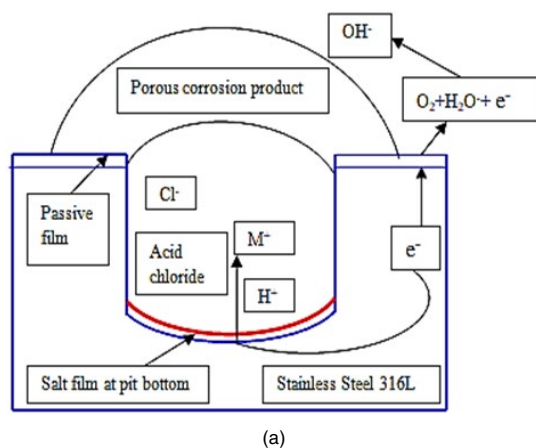 OH-
Porous corrosion product
O₂+H₂O·+ e⁻
Passive
film
Cl-
M⁺
Acid
chloride
e⁻
H⁺
Salt film at pit bottom
Stainless Steel 316L
(a)